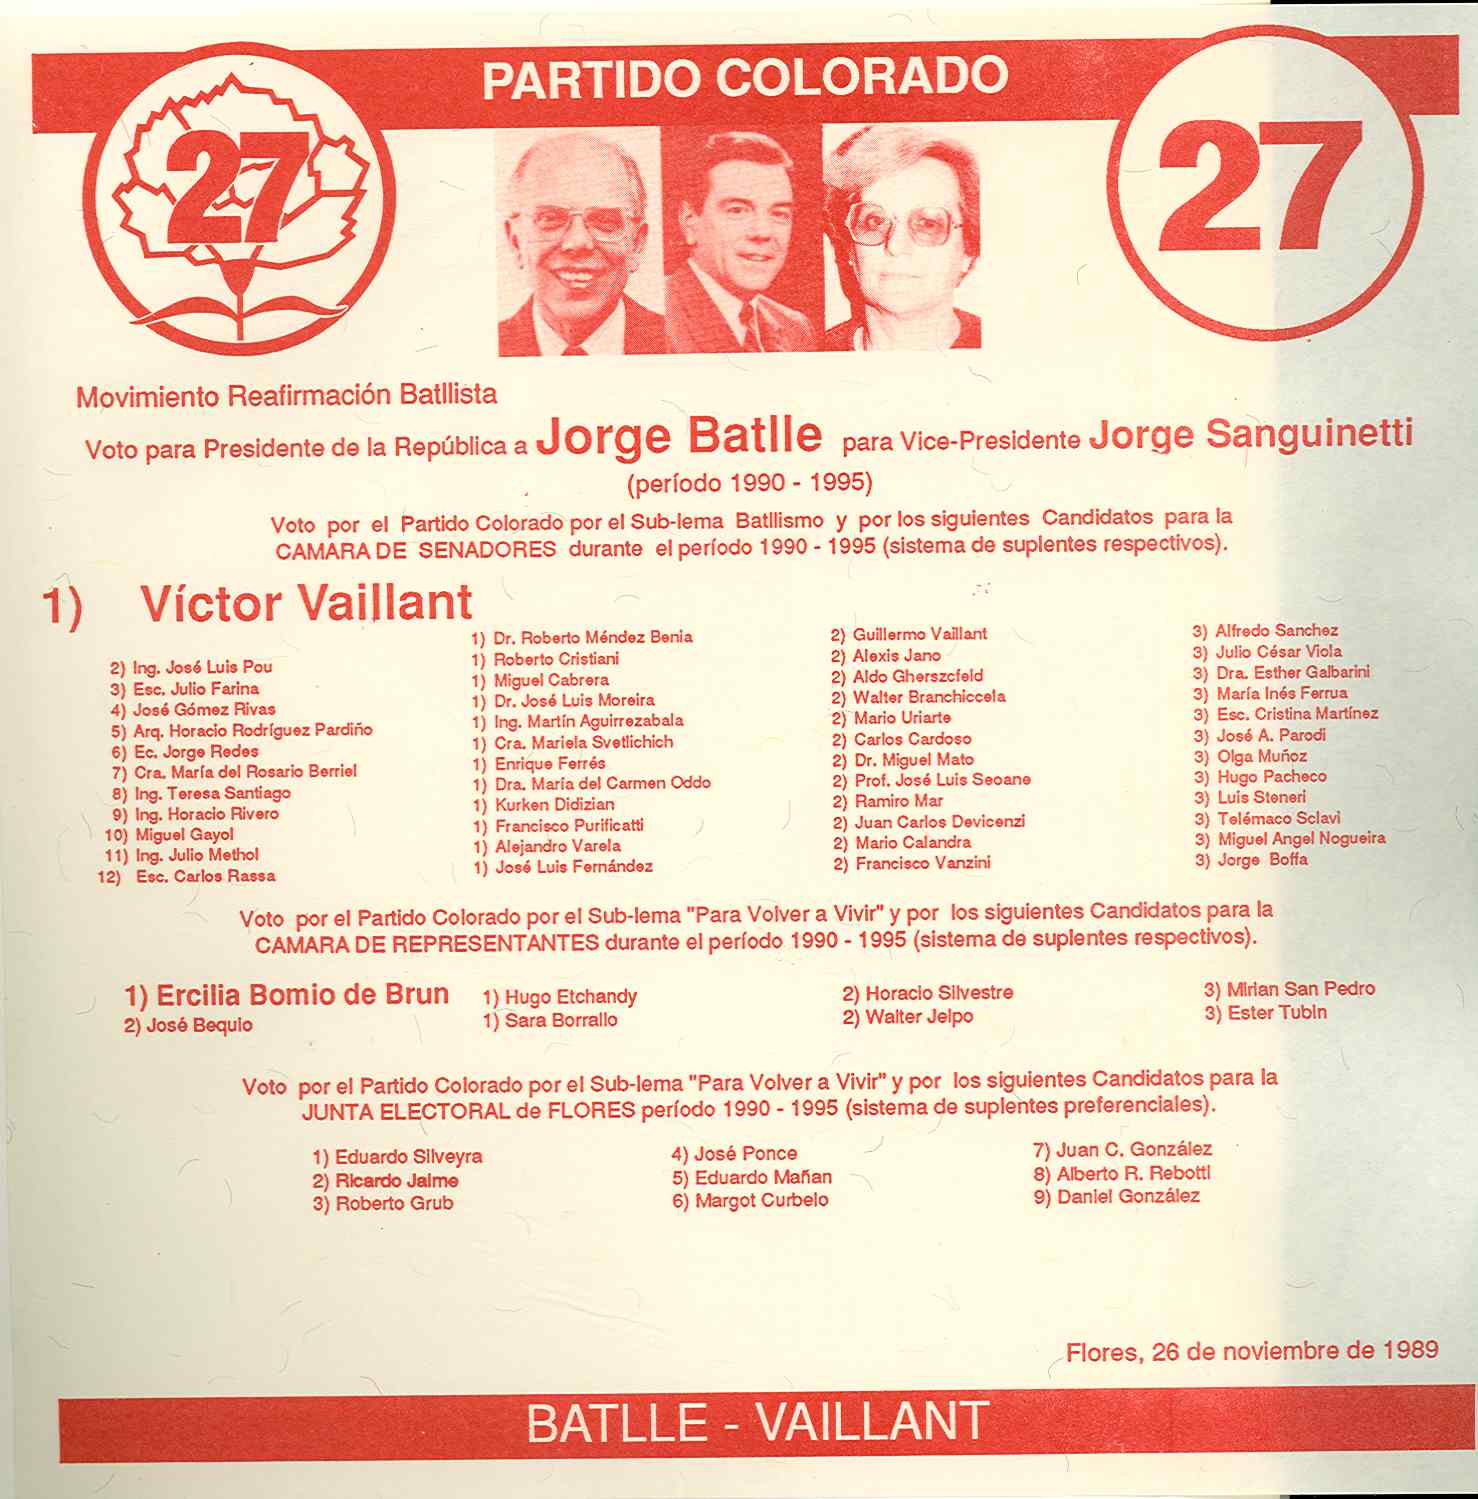 PARTIDO COLORADO
27
27
Movimiento Reafirmación Batllista
Voto para Presidente de la República a Jorge Batlle para Vice-Presidente Jorge Sanguinetti
(período 1990 - 1995)
Voto por el Partido Colorado por el Sub-lema Batllismo y por los siguientes Candidatos para la
CAMARA DE SENADORES durante el período 1990 - 1995 (sistema de suplentes respectivos).
1) Víctor Vaillant
1) Dr. Roberto Méndez Benia
2) Guillermo Vaillant
3) Alfredo Sanchez
2) Ing. José Luis Pou
1) Roberto Cristiani
2) Alexis Jano
3) Julio César Viola
3) Esc. Julio Farina
1) Miguel Cabrera
2) Aldo Gherszcfeld
3) Dra. Esther Galbarini
4) José Gómez Rivas
1) Dr. José Luis Moreira
2) Walter Branchiccela
3) María Inés Ferrua
5) Arq. Horacio Rodríguez Pardiño
1) Ing. Martín Aguirrezabala
2) Mario Uriarte
3) Esc. Cristina Martínez
6) Ec. Jorge Redes
1) Cra. Mariela Svetlichich
2) Carlos Cardoso
3) José A. Parodi
7) Cra. María del Rosario Berriel
1) Enrique Ferrés
2) Dr. Miguel Mato
3) Olga Muñoz
8) Ing. Teresa Santiago
1) Dra. María del Carmen Oddo
2) Prof. José Luis Seoane
3) Hugo Pacheco
9) Ing. Horacio Rivero
1) Kurken Didizian
2) Ramiro Mar
3) Luis Steneri
10) Miguel Gayol
1) Francisco Purificatti
2) Juan Carlos Devicenzi
3) Telémaco Sclavi
11) Ing. Julio Methol
1) Alejandro Varela
2) Mario Calandra
3) Miguel Angel Nogueira
12) Esc. Carlos Rassa
1) José Luis Fernández
2) Francisco Vanzini
3) Jorge Boffa
Voto por el Partido Colorado por el Sub-lema "Para Volver a Vivir" y por los siguientes Candidatos para la
CAMARA DE REPRESENTANTES durante el período 1990 - 1995 (sistema de suplentes respectivos).
1) Ercilia Bomio de Brun
1) Hugo Etchandy
2) Horacio Silvestre
3) Mirian San Pedro
2) José Bequio
1) Sara Borrallo
2) Walter Jelpo
3) Ester Tubin
Voto por el Partido Colorado por el Sub-lema "Para Volver a Vivir" y por los siguientes Candidatos para la
JUNTA ELECTORAL de FLORES período 1990 - 1995 (sistema de suplentes preferenciales).
1) Eduardo Silveyra
4) José Ponce
7) Juan C. González
2) Ricardo Jaime
5) Eduardo Mañan
8) Alberto R. Rebotti
3) Roberto Grub
6) Margot Curbelo
9) Daniel González
Flores, 26 de noviembre de 1989
BATLLE - VAILLANT